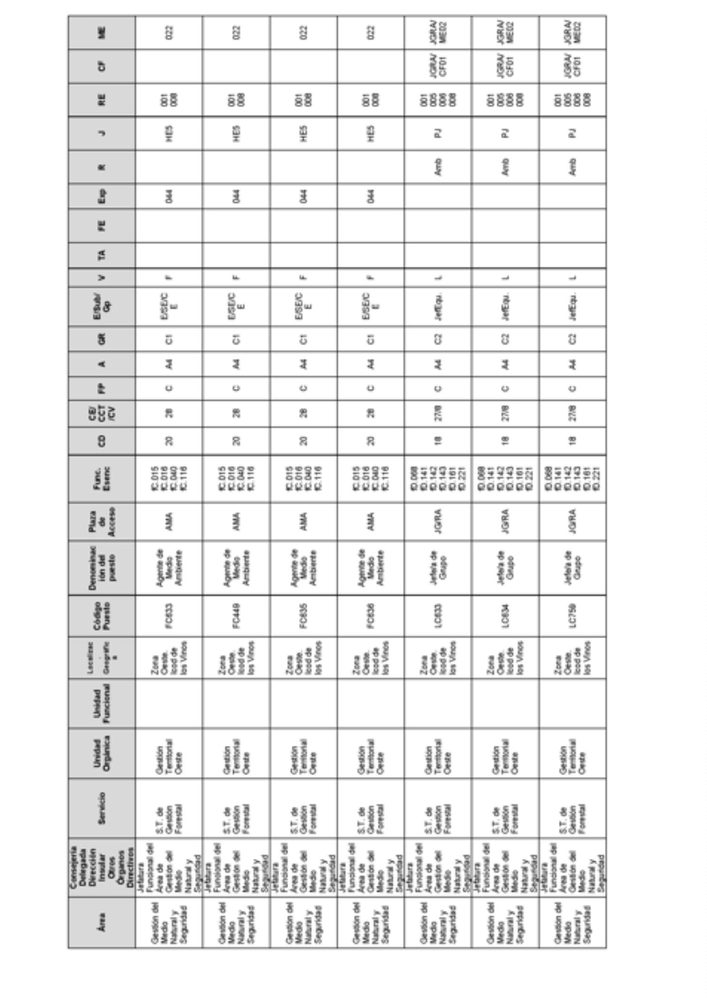 Área
Consejería
Delegada
Dirección
Insular
Otros
Órganos
Directivos
Servicio
Unidad
Orgánica
Unidad
Funcional
Localizac
.
Geográfic
a
Código
Puesto
Denominac
ión del
puesto
Plaza
de
Acceso
Func.
Esenc
CD
CE/
CCT
/CV
FP
A
GR
E/Sub/
Gp
V
TA
FE
Exp
R
J
RE
CF
ME
Gestión del
Medio
Natural y
Seguridad
Jefatura
Funcional del
Área de
Gestión del
Medio
Natural y
Seguridad
S.T. de
Gestión
Forestal
Gestión
Territorial
Oeste
Zona
Oeste.
Icod de
los Vinos
FC633
Agente de
Medio
Ambiente
AMA
fC.015
fC.016
fC.040
fC.116
20
28
C
A4
C1
E/SE/C
E
F
044
HE5
001
008
022
Gestión del
Medio
Natural y
Seguridad
Jefatura
Funcional del
Área de
Gestión del
Medio
Natural y
Seguridad
S.T. de
Gestión
Forestal
Gestión
Territorial
Oeste
Zona
Oeste.
Icod de
los Vinos
FC449
Agente de
Medio
Ambiente
AMA
fC.015
fC.016
fC.040
fC.116
20
28
C
A4
C1
E/SE/C
E
F
044
HE5
001
008
022
Gestión del
Medio
Natural y
Seguridad
Jefatura
Funcional del
Área de
Gestión del
Medio
Natural y
Seguridad
S.T. de
Gestión
Forestal
Gestión
Territorial
Oeste
Zona
Oeste.
Icod de
los Vinos
FC635
Agente de
Medio
Ambiente
AMA
fC.015
fC.016
fC.040
fC.116
20
28
C
A4
C1
E/SE/C
E
F
044
HE5
001
008
022
Gestión del
Medio
Natural y
Seguridad
Jefatura
Funcional del
Área de
Gestión del
Medio
Natural y
Seguridad
S.T. de
Gestión
Forestal
Gestión
Territorial
Oeste
Zona
Oeste.
Icod de
los Vinos
FC636
Agente de
Medio
Ambiente
AMA
fC.015
fC.016
fC.040
fC.116
20
28
C
A4
C1
E/SE/C
E
F
044
HE5
001
008
022
Gestión del
Medio
Natural y
Seguridad
Jefatura
Funcional del
Área de
Gestión del
Medio
Natural y
Seguridad
S.T. de
Gestión
Forestal
Gestión
Territorial
Oeste
Zona
Oeste.
Icod de
los Vinos
LC633
Jefe/a de
Grupo
JG/RA
fD.068
fD.141
fD.142
fD.143
fD.161
fD.221
18
27/8
C
A4
C2
JefEqu.
L
Amb
PJ
001
005
006
008
JGRA/
CF01
JGRA/
ME02
Gestión del
Medio
Natural y
Seguridad
Jefatura
Funcional del
Área de
Gestión del
Medio
Natural y
Seguridad
S.T. de
Gestión
Forestal
Gestión
Territorial
Oeste
Zona
Oeste.
Icod de
los Vinos
LC634
Jefe/a de
Grupo
JG/RA
fD.068
fD.141
fD.142
fD.143
fD.161
fD.221
18
27/8
C
A4
C2
JefEqu.
L
Amb
PJ
001
005
006
008
JGRA/
CF01
JGRA/
ME02
Gestión del
Medio
Natural y
Seguridad
Jefatura
Funcional del
Área de
Gestión del
Medio
Natural y
Seguridad
S.T. de
Gestión
Forestal
Gestión
Territorial
Oeste
Zona
Oeste.
Icod de
los Vinos
LC759
Jefe/a de
Grupo
JG/RA
fD.068
fD.141
fD.142
fD.143
fD.161
fD.221
18
27/8
C
A4
C2
JefEqu.
L
Amb
PJ
001
005
006
008
JGRA/
CF01
JGRA/
ME02